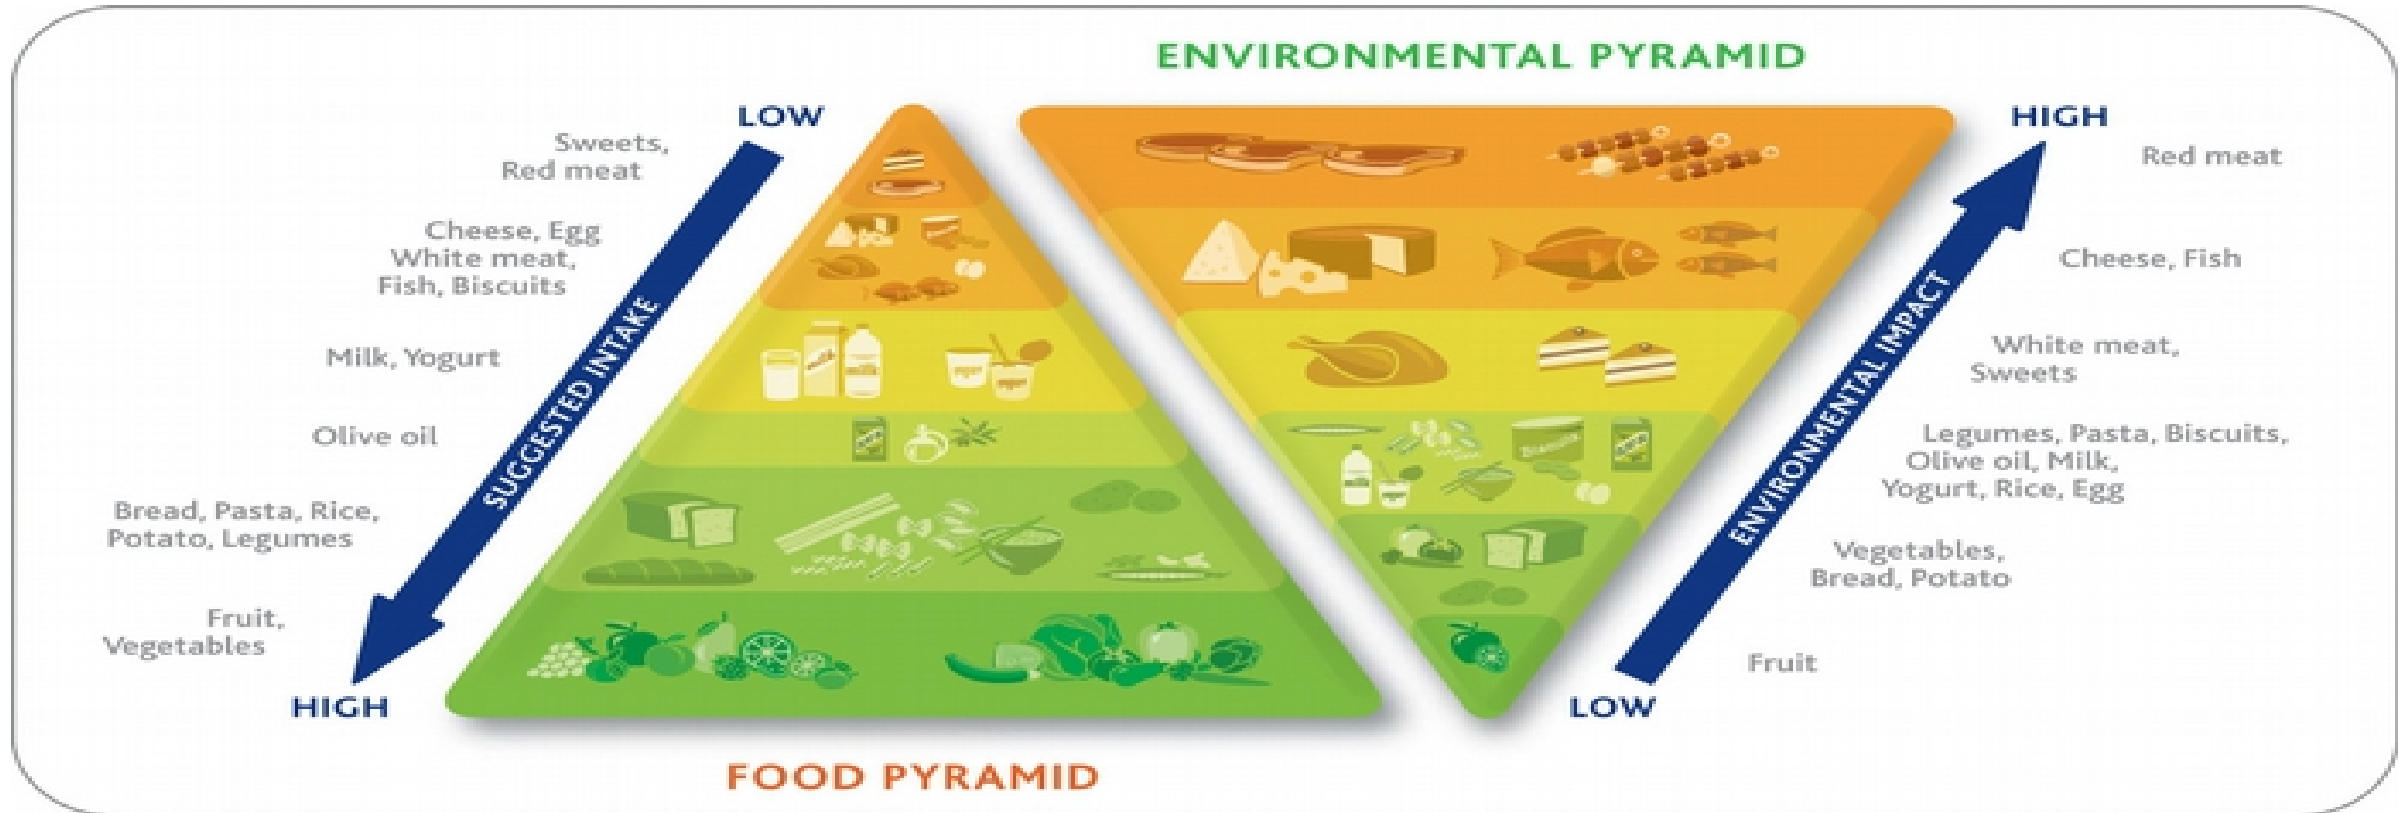 ENVIRONMENTAL PYRAMID
LOW
Sweets,
Red meat
Cheese, Egg
White meat,
Fish, Biscuits
Milk, Yogurt
Olive oil
Bread, Pasta, Rice,
Potato, Legumes
Fruit,
Vegetables
HIGH
SUGGESTED INTAKE
FOOD PYRAMID
HIGH
Red meat
Cheese, Fish
White meat,
Sweets
Legumes, Pasta, Biscuits,
Olive oil, Milk,
Yogurt, Rice, Egg
Vegetables,
Bread, Potato
Fruit
LOW
ENVIRONMENTAL IMPACT
milk
Biscuits